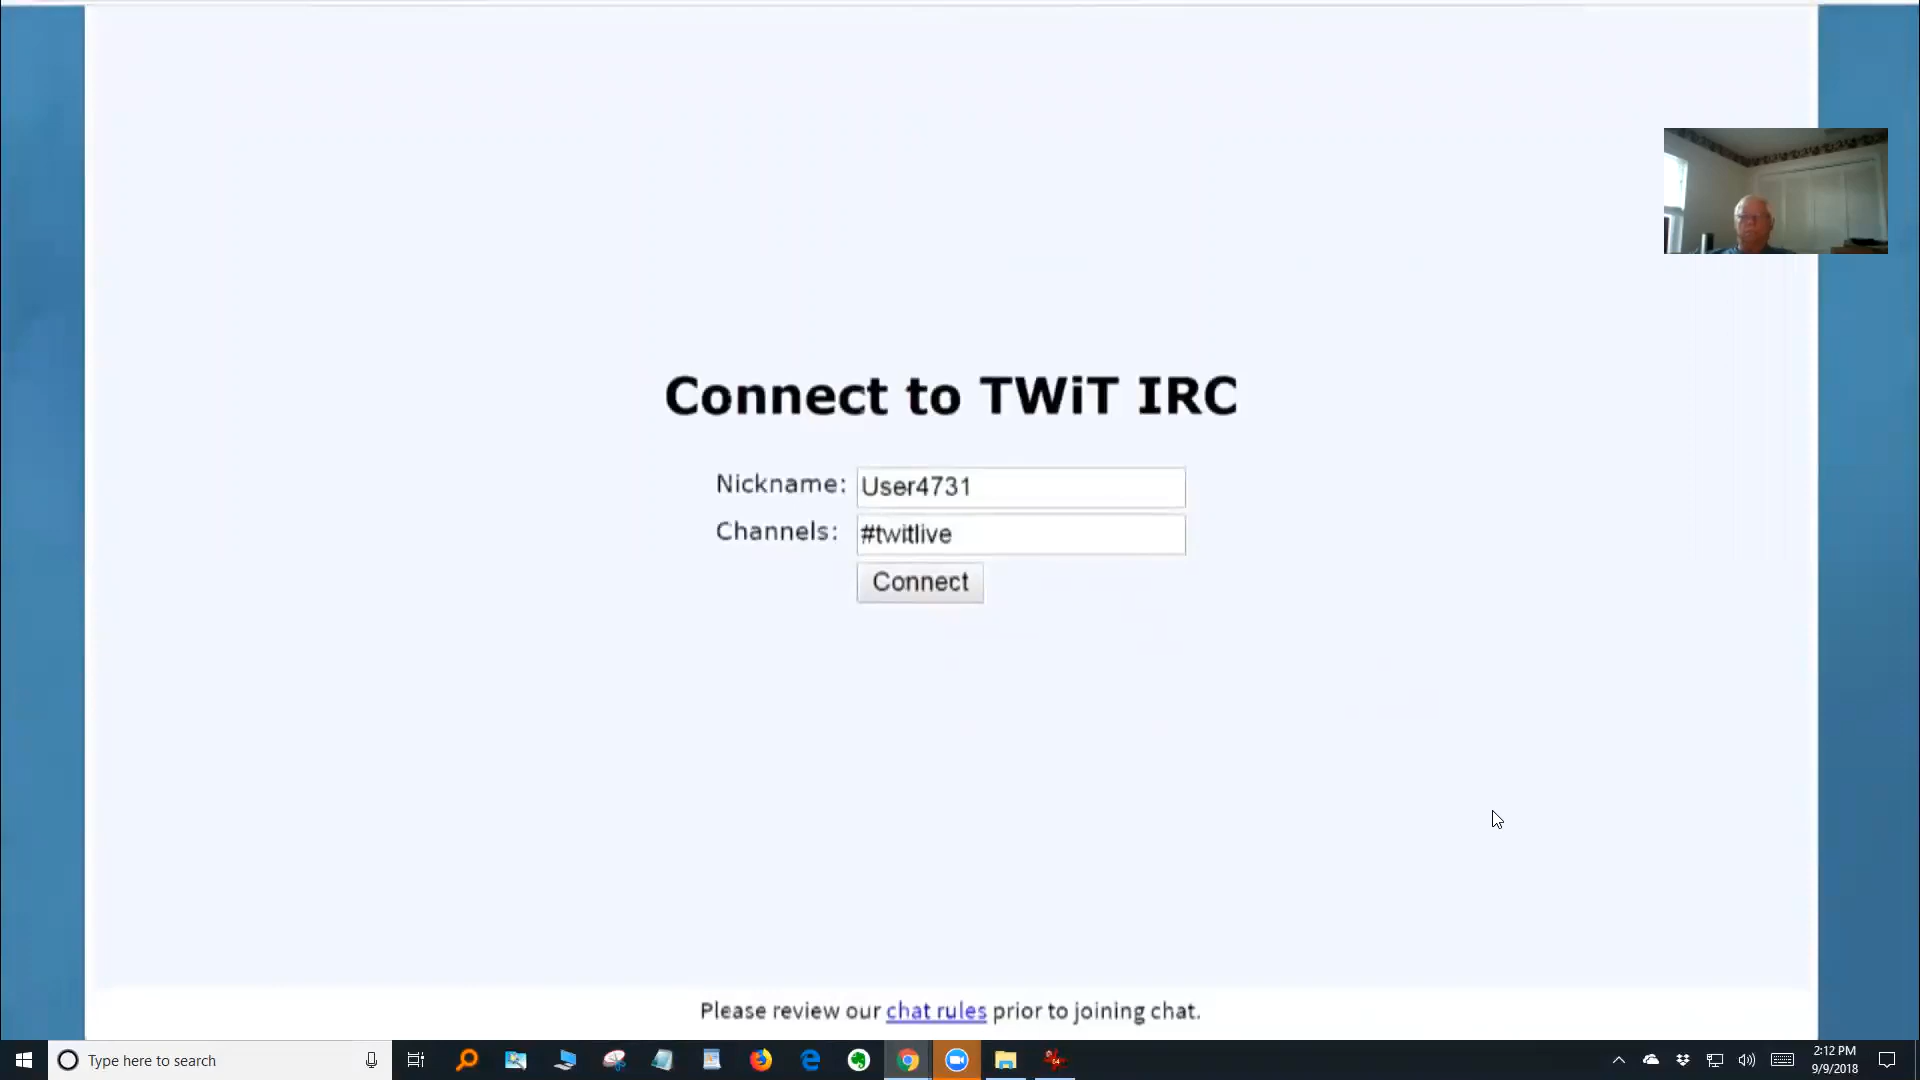 Connect to TWiT IRC
Nickname: User4731
Channels: #twitlive
Connect
Please review our chat rules prior to joining chat.
Type here to search
2:12 PM
9/9/2018